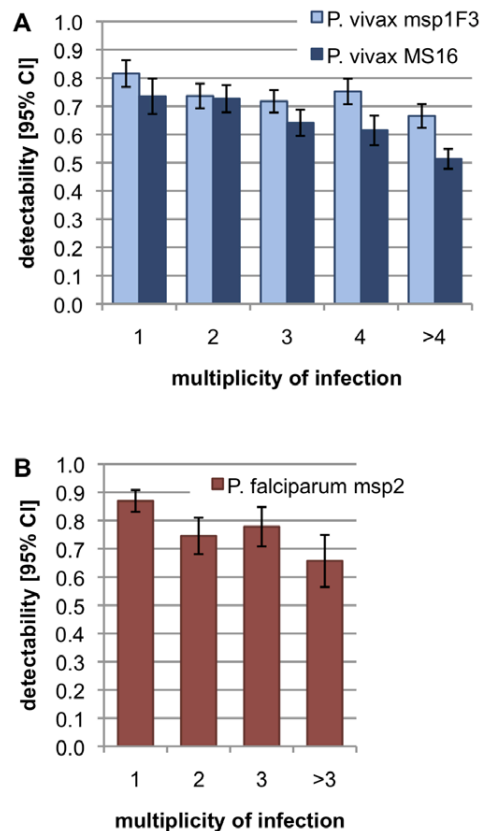 A
P. vivax msp1F3
P. vivax MS16
detectability [95% CI]
1.0
0.9
0.8
0.7
0.6
0.5
0.4
0.3
0.2
0.1
0.0
1 2 3 4 >4
multiplicity of infection
B
P. falciparum msp2
detectability [95% CI]
1.0
0.9
0.8
0.7
0.6
0.5
0.4
0.3
0.2
0.1
0.0
1 2 3 >3
multiplicity of infection